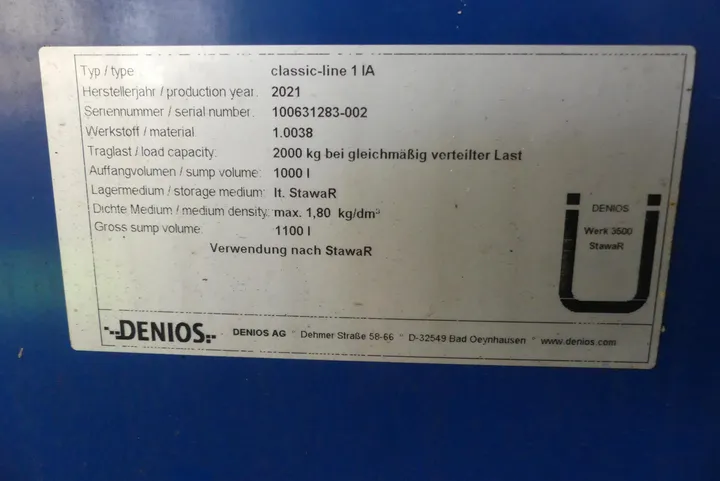 Typ / type classic-line 1 IA
Herstellerjahr / production year: 2021
Seriennummer / serial number: 100631283-002
Werkstoff / material 1.0038
Traglast / load capacity: 2000 kg bei gleichmäßig verteilter Last
Auffangvolumen / sump volume: 1000 l
Lagermedium / storage medium: lt. StawaR
Dichte Medium / medium density: max. 1,80 kg/dm³
Gross sump volume: 1100 l
Verwendung nach StawaR
DENIOS
Werk 3500
StawaR
DENIOS DENIOS AG * Dehmer Straße 58-66 * D-32549 Bad Oeynhausen * www.denios.com